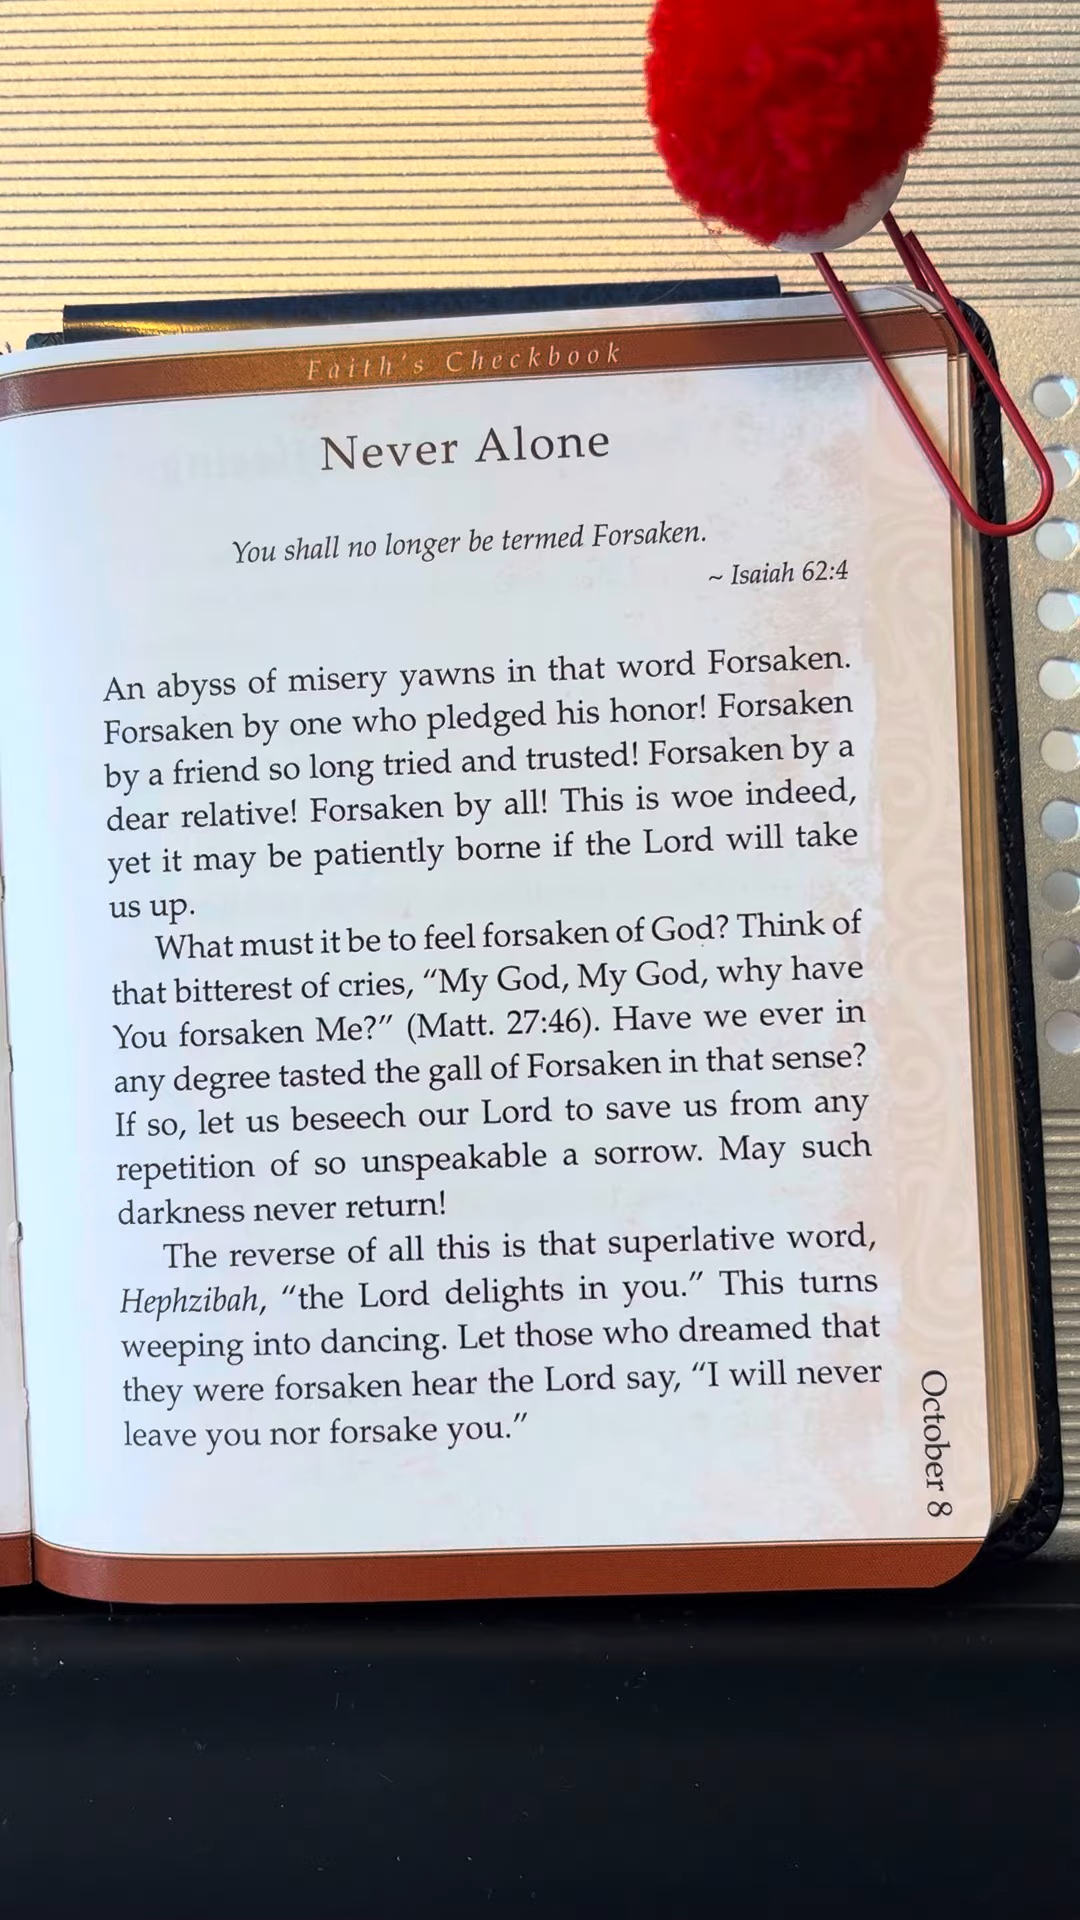 Faith's Checkbook
Never Alone
You shall no longer be termed Forsaken.
~ Isaiah 62:4
An abyss of misery yawns in that word Forsaken.
Forsaken by one who pledged his honor! Forsaken
by a friend so long tried and trusted! Forsaken by a
dear relative! Forsaken by all! This is woe indeed,
yet it may be patiently borne if the Lord will take
us up.
What must it be to feel forsaken of God? Think of
that bitterest of cries, “My God, My God, why have
You forsaken Me?” (Matt. 27:46). Have we ever in
any degree tasted the gall of Forsaken in that sense?
If so, let us beseech our Lord to save us from any
repetition of so unspeakable a sorrow. May such
darkness never return!
The reverse of all this is that superlative word,
Hephzibah, “the Lord delights in you.” This turns
weeping into dancing. Let those who dreamed that
they were forsaken hear the Lord say, “I will never
leave you nor forsake you.”
October 8